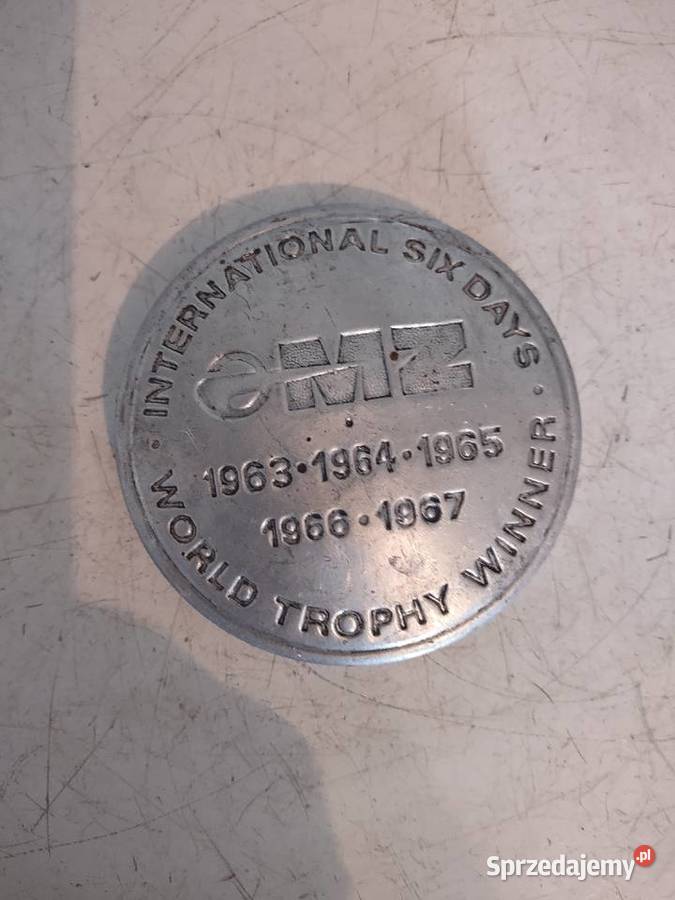 · INTERNATIONAL SIX DAYS ·
MZ
1963 · 1964 · 1965
1966 · 1967
WORLD TROPHY WINNER
Sprzedajemy.pl